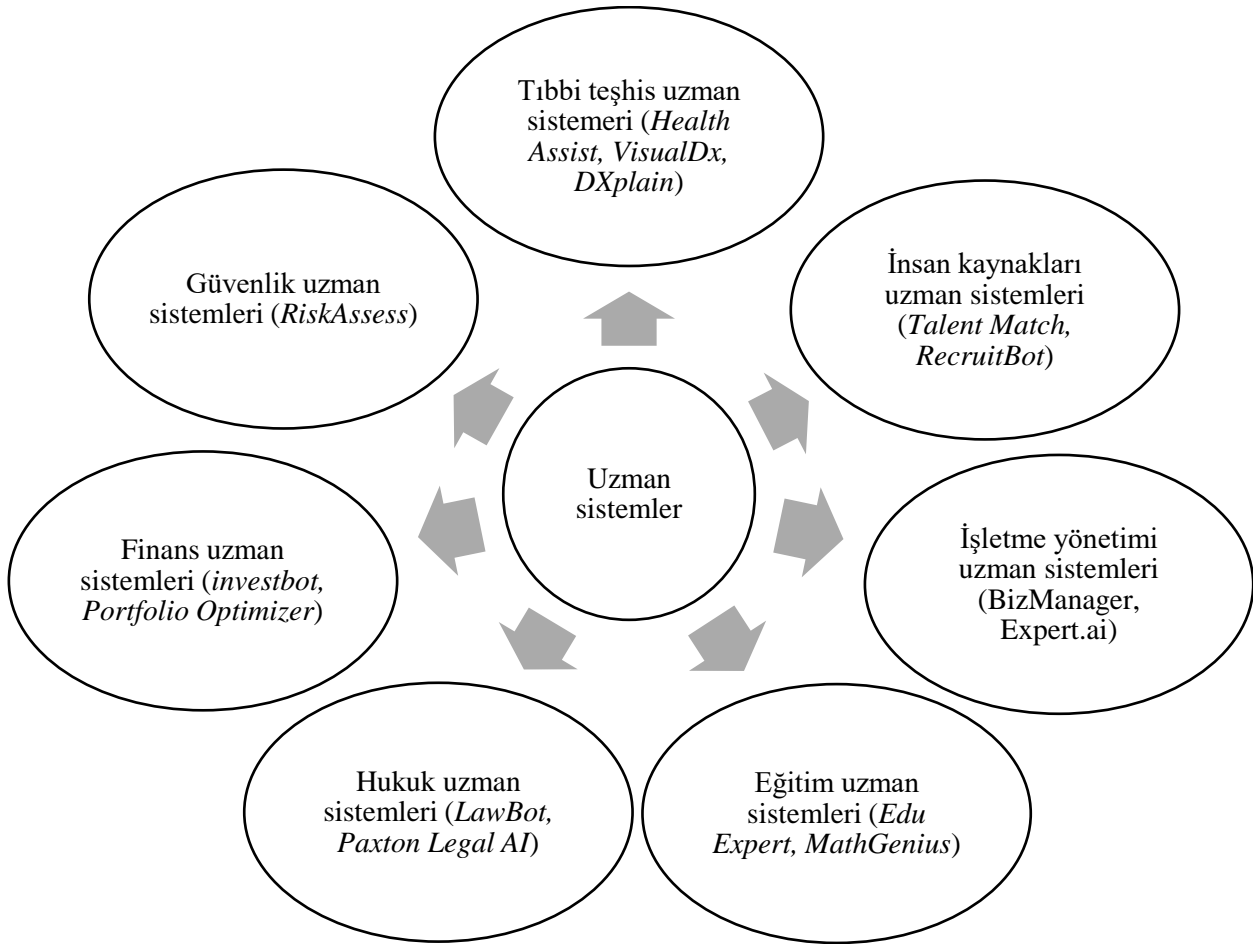 Tıbbi teşhis uzman
sistemeri (Health
Assist, VisualDx,
DXplain)
İnsan kaynakları
uzman sistemleri
(Talent Match,
RecruitBot)
İşletme yönetimi
uzman sistemleri
(BizManager,
Expert.ai)
Eğitim uzman
sistemleri (Edu
Expert, MathGenius)
Hukuk uzman
sistemleri (LawBot,
Paxton Legal AI)
Finans uzman
sistemleri (investbot,
Portfolio Optimizer)
Güvenlik uzman
sistemleri (RiskAssess)
Uzman
sistemler